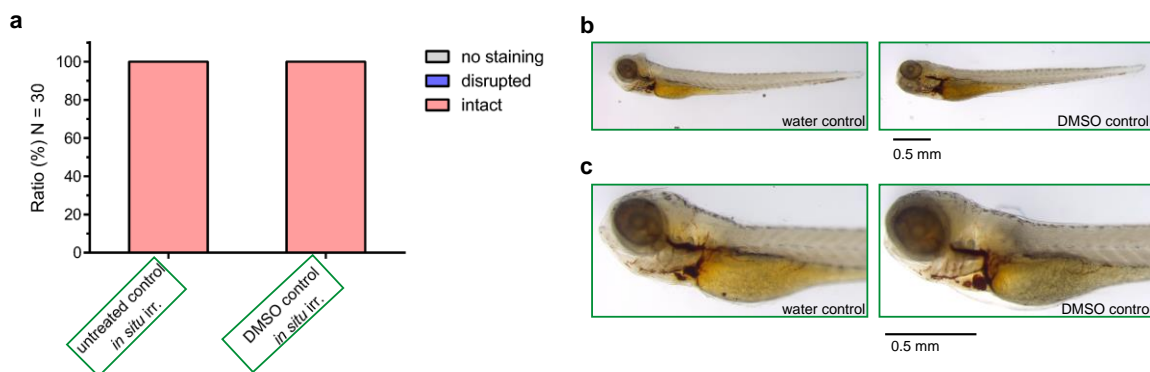 a
Ratio (%) N = 30
100
80
60
40
20
0
untreated control
in situ irr.
DMSO control
in situ irr.
no staining
disrupted
intact
b
water control
DMSO control
0.5 mm
c
water control
DMSO contro
0.5 mm